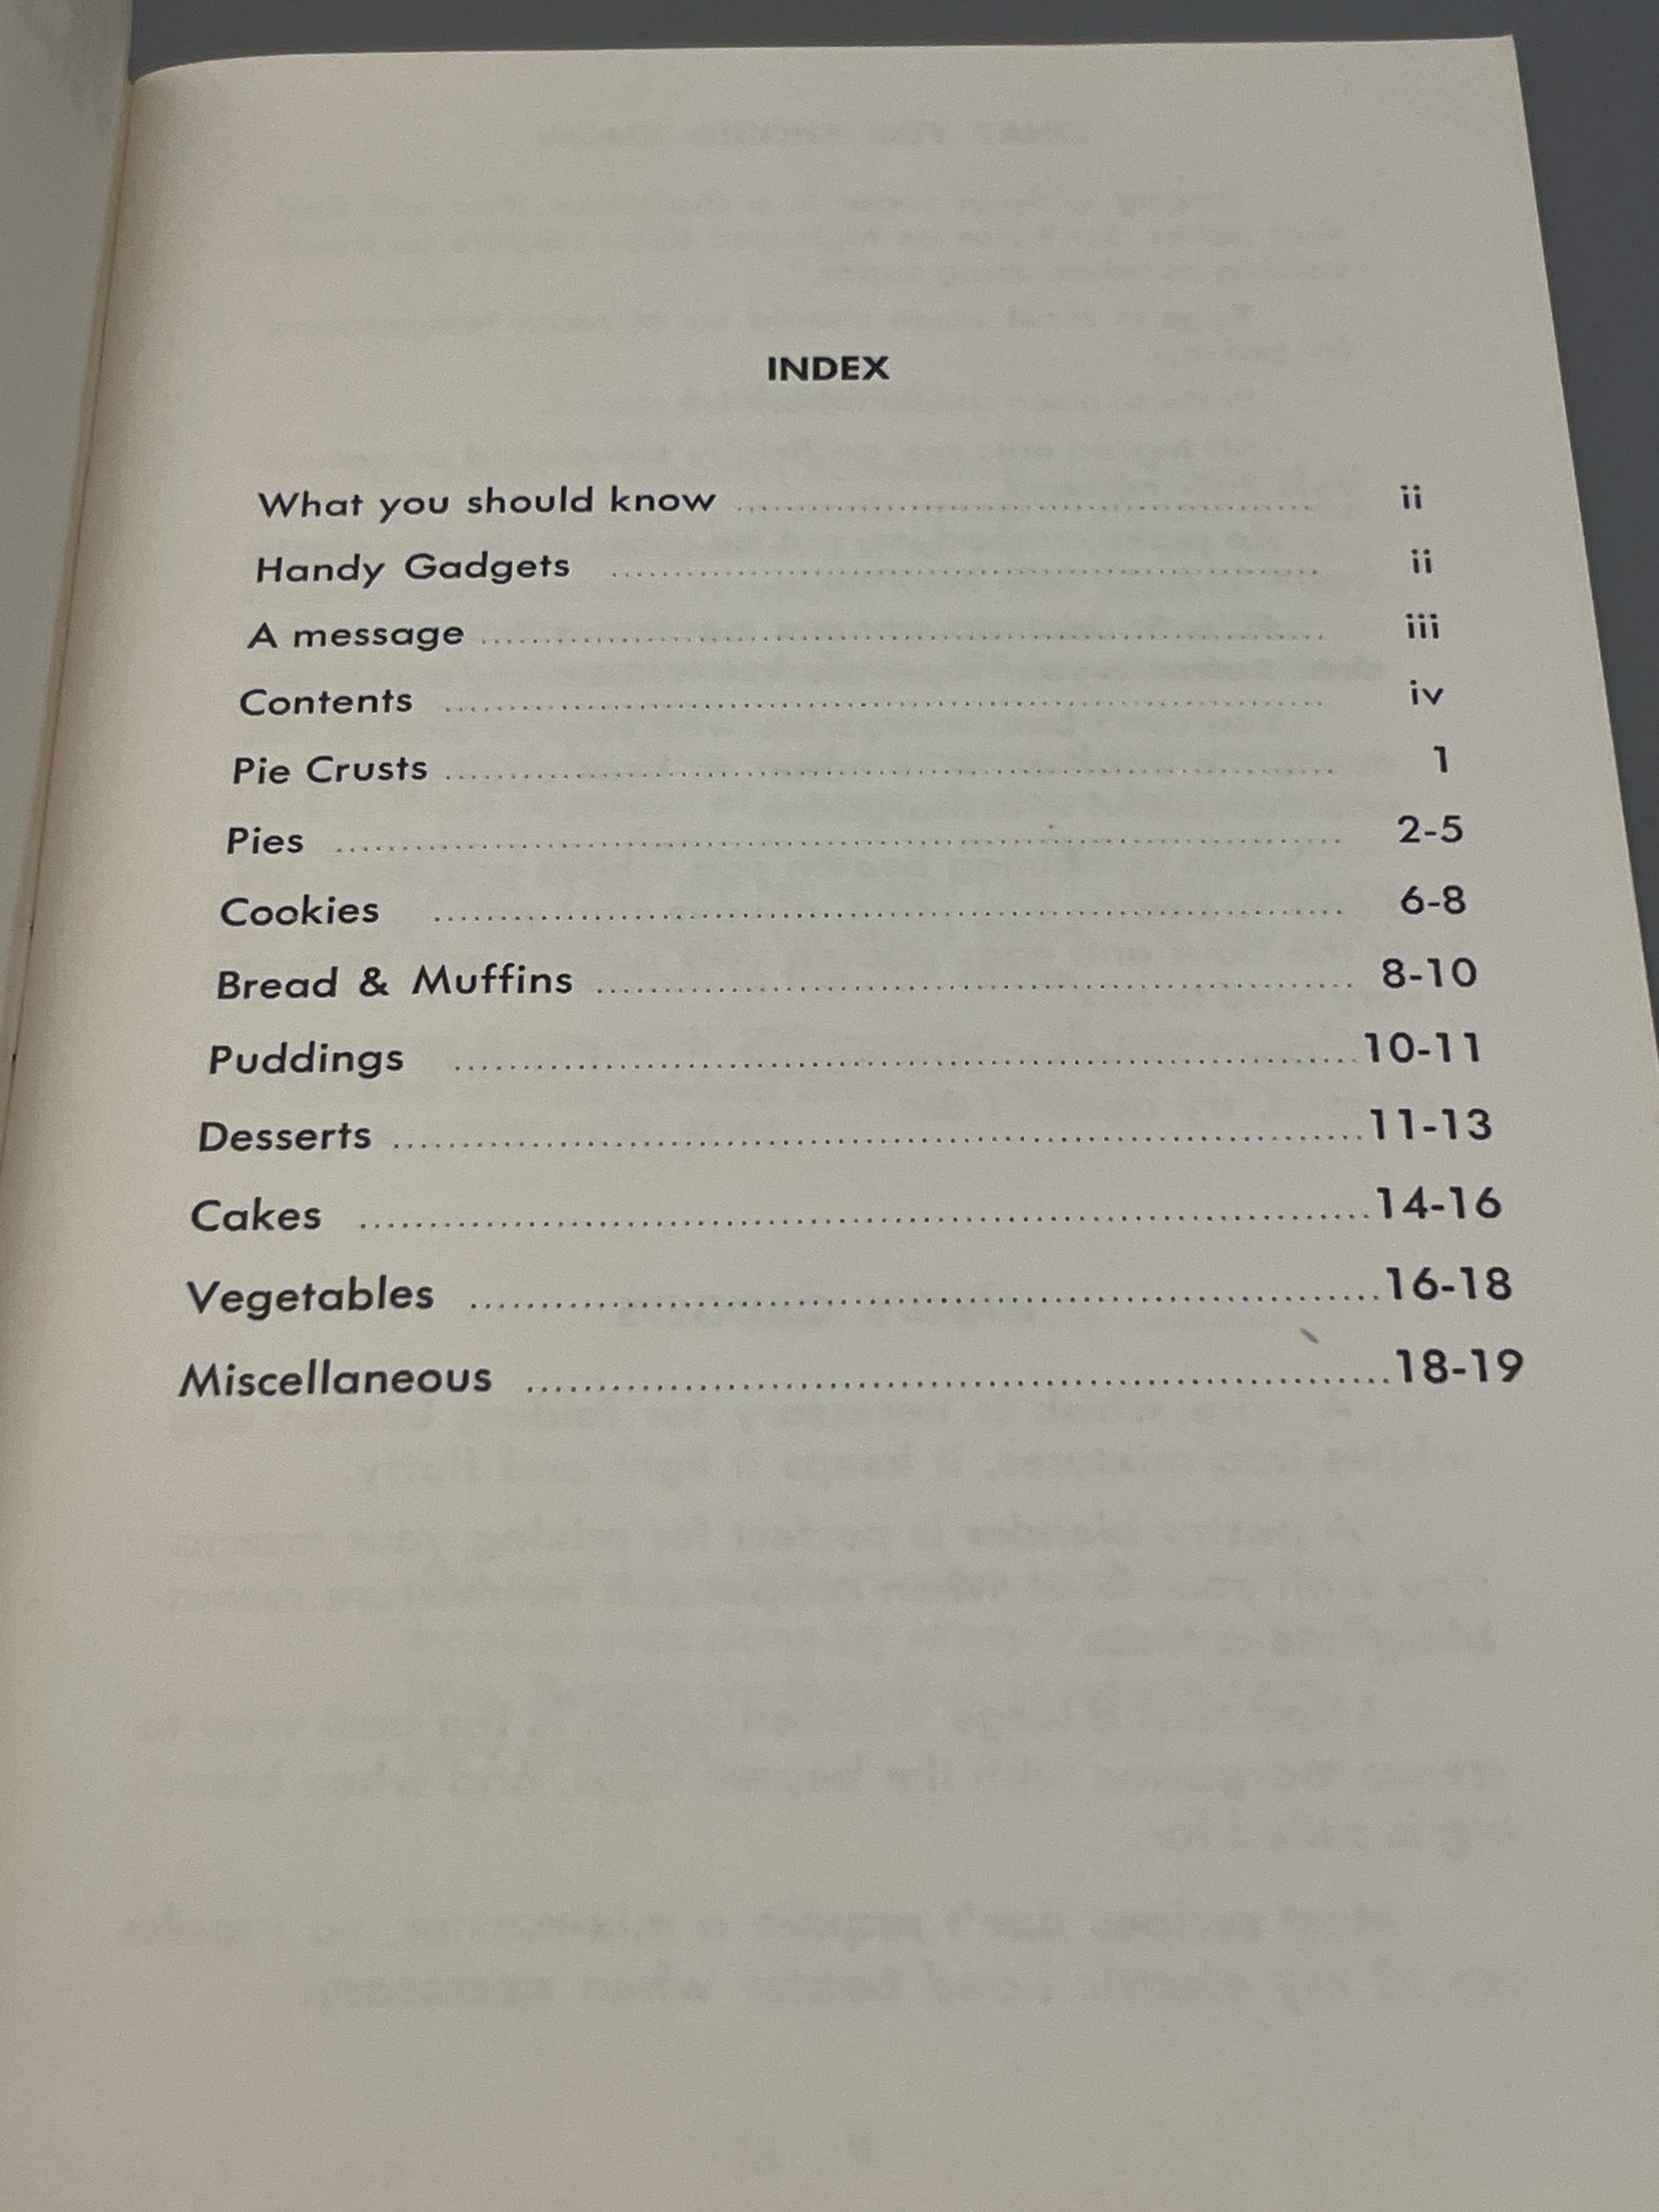 INDEX
What you should know ........................................ ii
Handy Gadgets ........................................ ii
A message ........................................ iii
Contents ........................................ iv
Pie Crusts ........................................ 1
Pies ........................................ 2-5
Cookies ........................................ 6-8
Bread & Muffins ........................................ 8-10
Puddings ........................................ 10-11
Desserts ........................................ 11-13
Cakes ........................................ 14-16
Vegetables ........................................ 16-18
Miscellaneous ........................................ 18-19